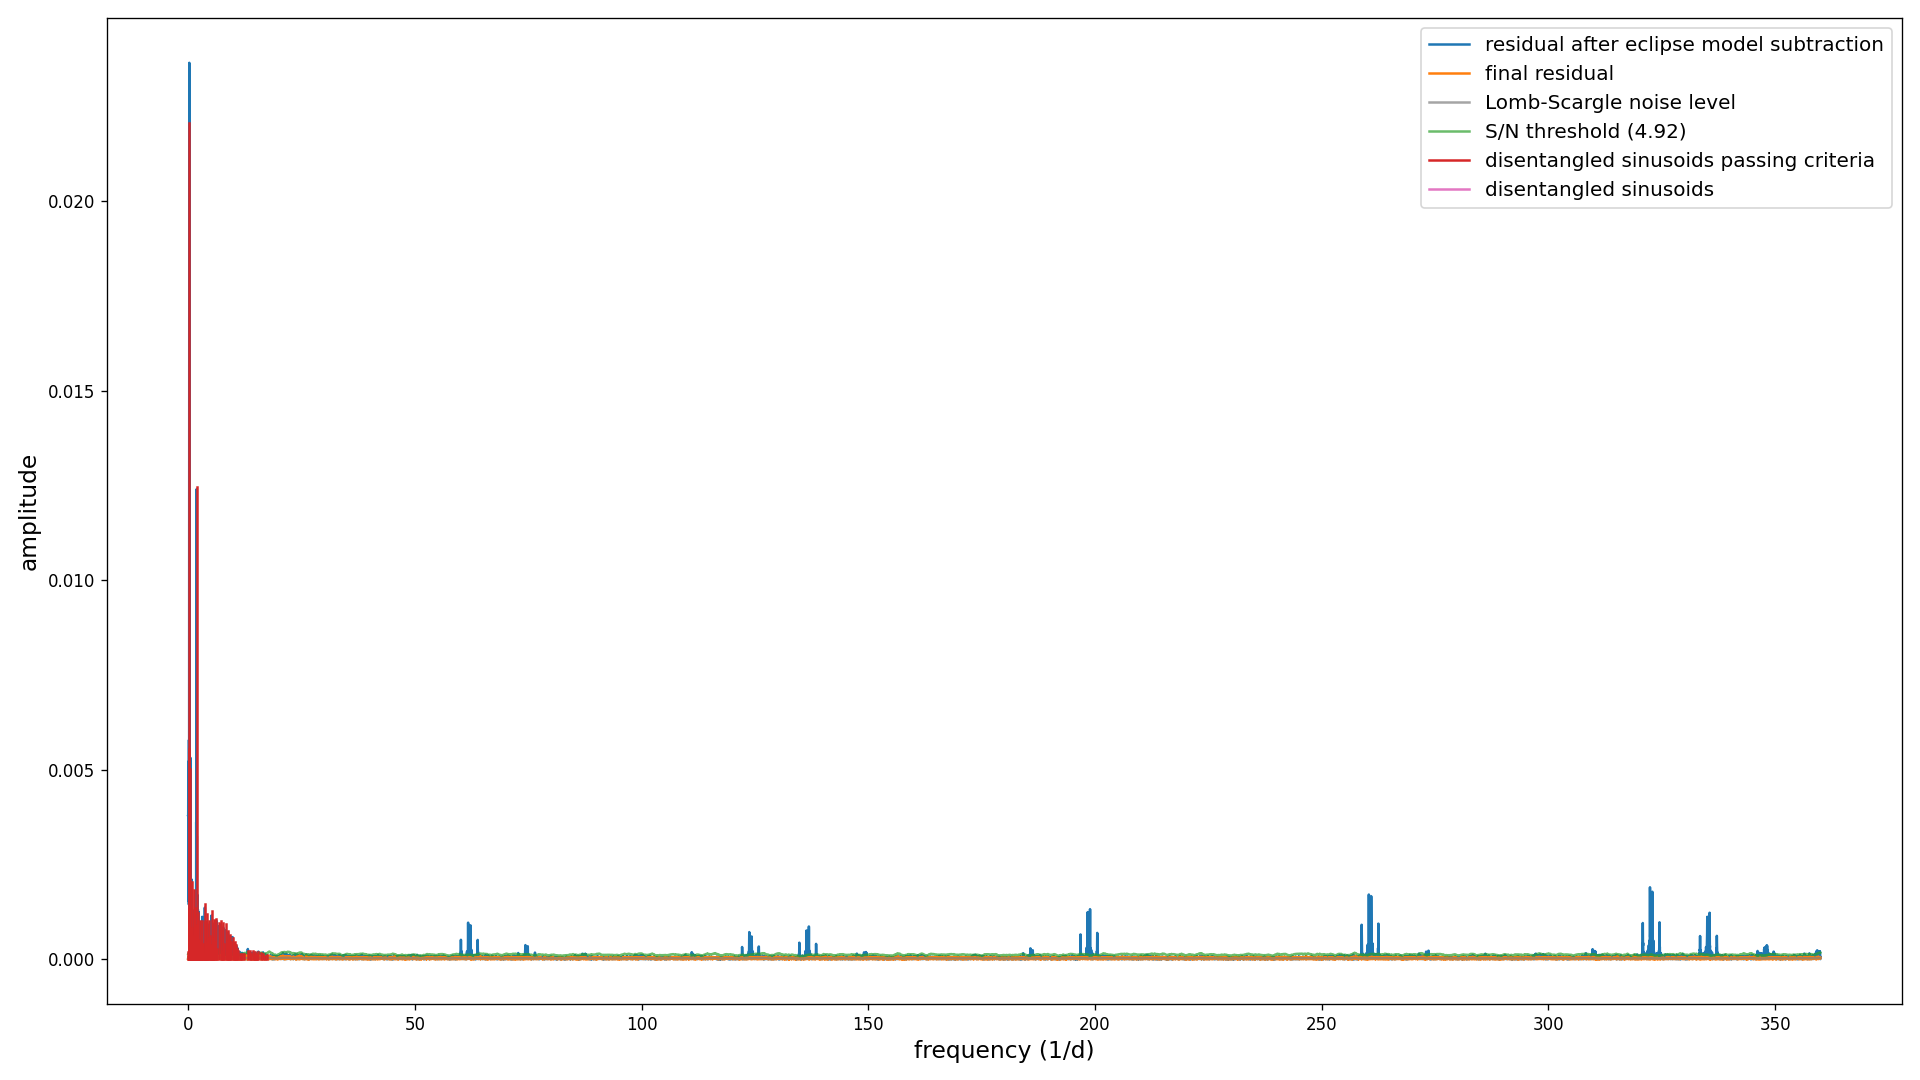 residual after eclipse model subtraction
final residual
Lomb-Scargle noise level
S/N threshold (4.92)
disentangled sinusoids passing criteria
disentangled sinusoids
amplitude
0.020
0.015
0.010
0.005
0.000
0 50 100 150 200 250 300 350
frequency (1/d)